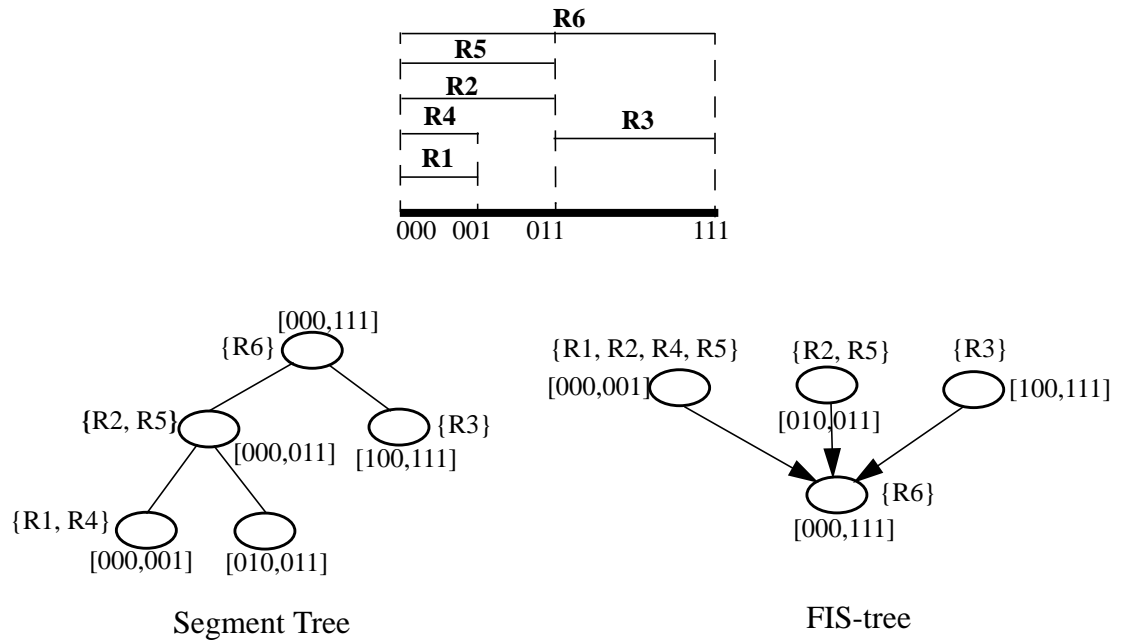 R6
R5
R2
R4
R3
R1
000 001 011 111
[000,111]
{R6}
{R2, R5}
{R3}
[000,011]
[100,111]
{R1, R4}
[000,001]
[010,011]
Segment Tree
{R1, R2, R4, R5}
{R2, R5}
{R3}
[000,001]
[100,111]
[010,011]
{R6}
[000,111]
FIS-tree